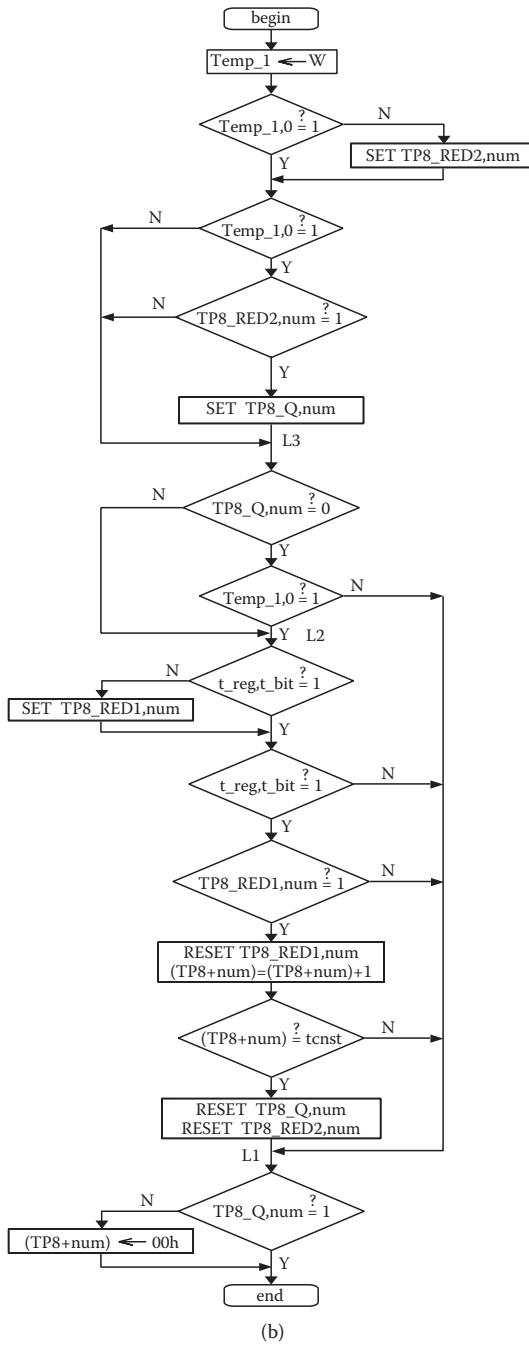 begin
Temp_1 ← W
Temp_1,0 ≟ 1
N
Y
SET TP8_RED2,num
N
Temp_1,0 ≟ 1
Y
N
TP8_RED2,num ≟ 1
Y
SET TP8_Q,num
L3
N
TP8_Q,num ≟ 0
Y
Temp_1,0 ≟ 1
N
Y L2
N
t_reg,t_bit ≟ 1
SET TP8_RED1,num
Y
t_reg,t_bit ≟ 1
N
Y
TP8_RED1,num ≟ 1
N
Y
RESET TP8_RED1,num
(TP8+num)=(TP8+num)+1
(TP8+num) ≟ tcnst
N
Y
RESET TP8_Q,num
RESET TP8_RED2,num
L1
N
TP8_Q,num ≟ 1
(TP8+num) ← 00h
Y
end
(b)